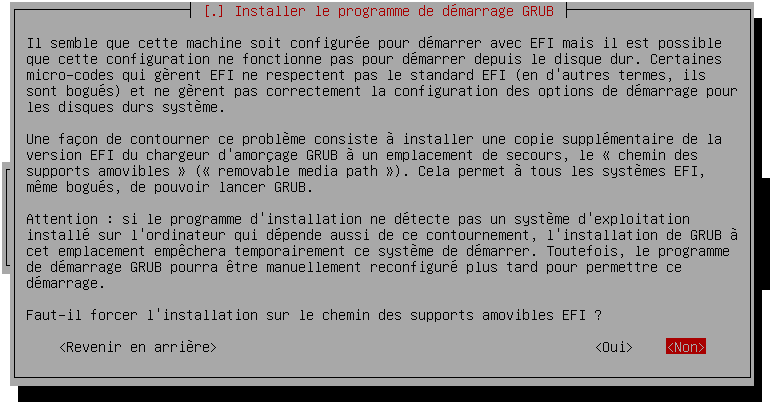 [.] Installer le programme de démarrage GRUB
Il semble que cette machine soit configurée pour démarrer avec EFI mais il est possible
que cette configuration ne fonctionne pas pour démarrer depuis le disque dur. Certaines
micro-codes qui gèrent EFI ne respectent pas le standard EFI (en d'autres termes, ils
sont bogués) et ne gèrent pas correctement la configuration des options de démarrage pour
les disques durs système.
Une façon de contourner ce problème consiste à installer une copie supplémentaire de la
version EFI du chargeur d'amorçage GRUB à un emplacement de secours, le « chemin des
supports amovibles » (« removable media path »). Cela permet à tous les systèmes EFI,
même bogués, de pouvoir lancer GRUB.
Attention : si le programme d'installation ne détecte pas un système d'exploitation
installé sur l'ordinateur qui dépende aussi de ce contournement, l'installation de GRUB à
cet emplacement empêchera temporairement ce système de démarrer. Toutefois, le programme
de démarrage GRUB pourra être manuellement reconfiguré plus tard pour permettre ce
démarrage.
Faut-il forcer l'installation sur le chemin des supports amovibles EFI ?
<Revenir en arrière> <Oui> <Non>